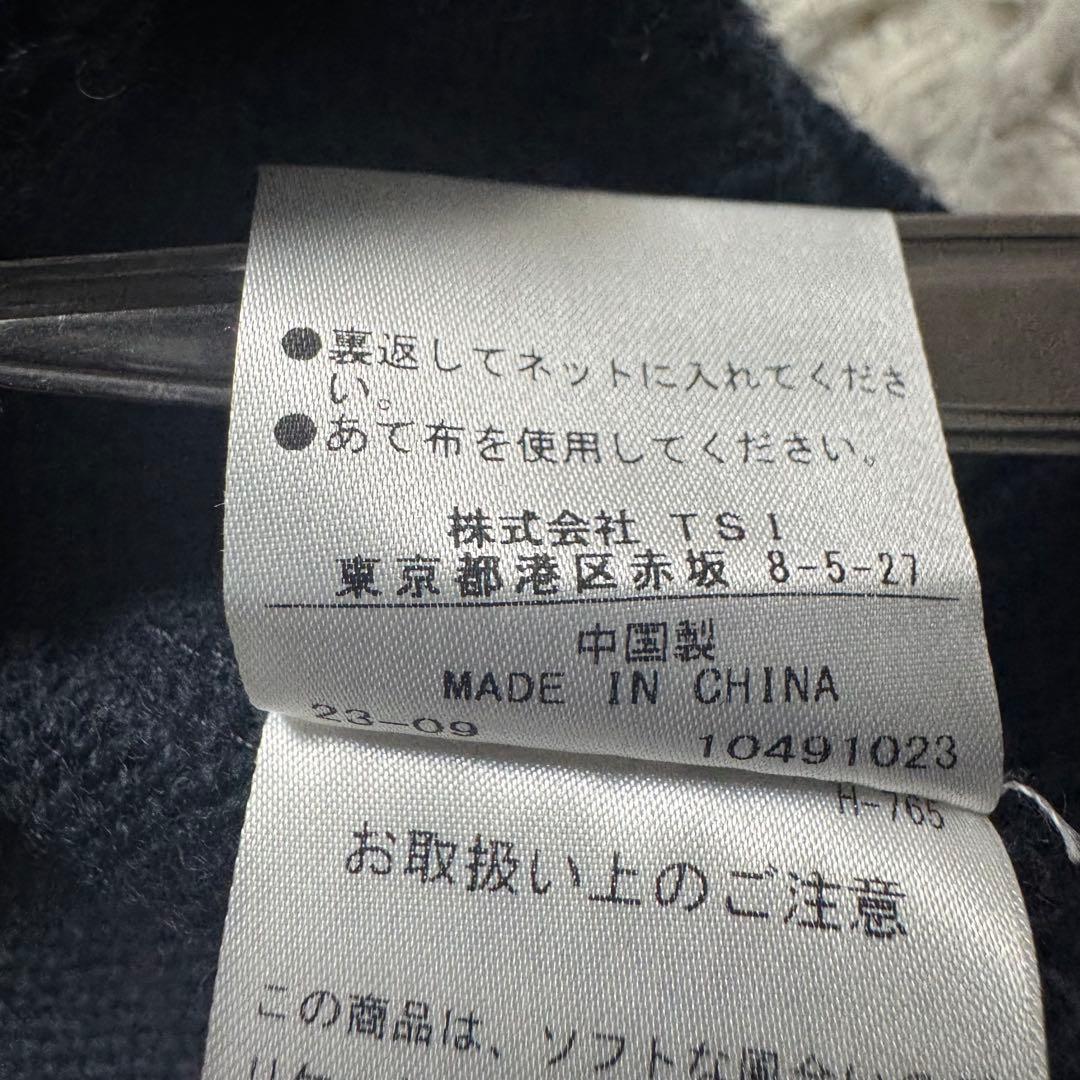 ●裏返してネットに入れてくださ
い。
●あて布を使用してください。
株式会社 TSI
東京都港区赤坂 8-5-27
中国製
MADE IN CHINA
23-09 10491023
H-765
お取扱い上のご注意
この商品は、ソフトな風合い